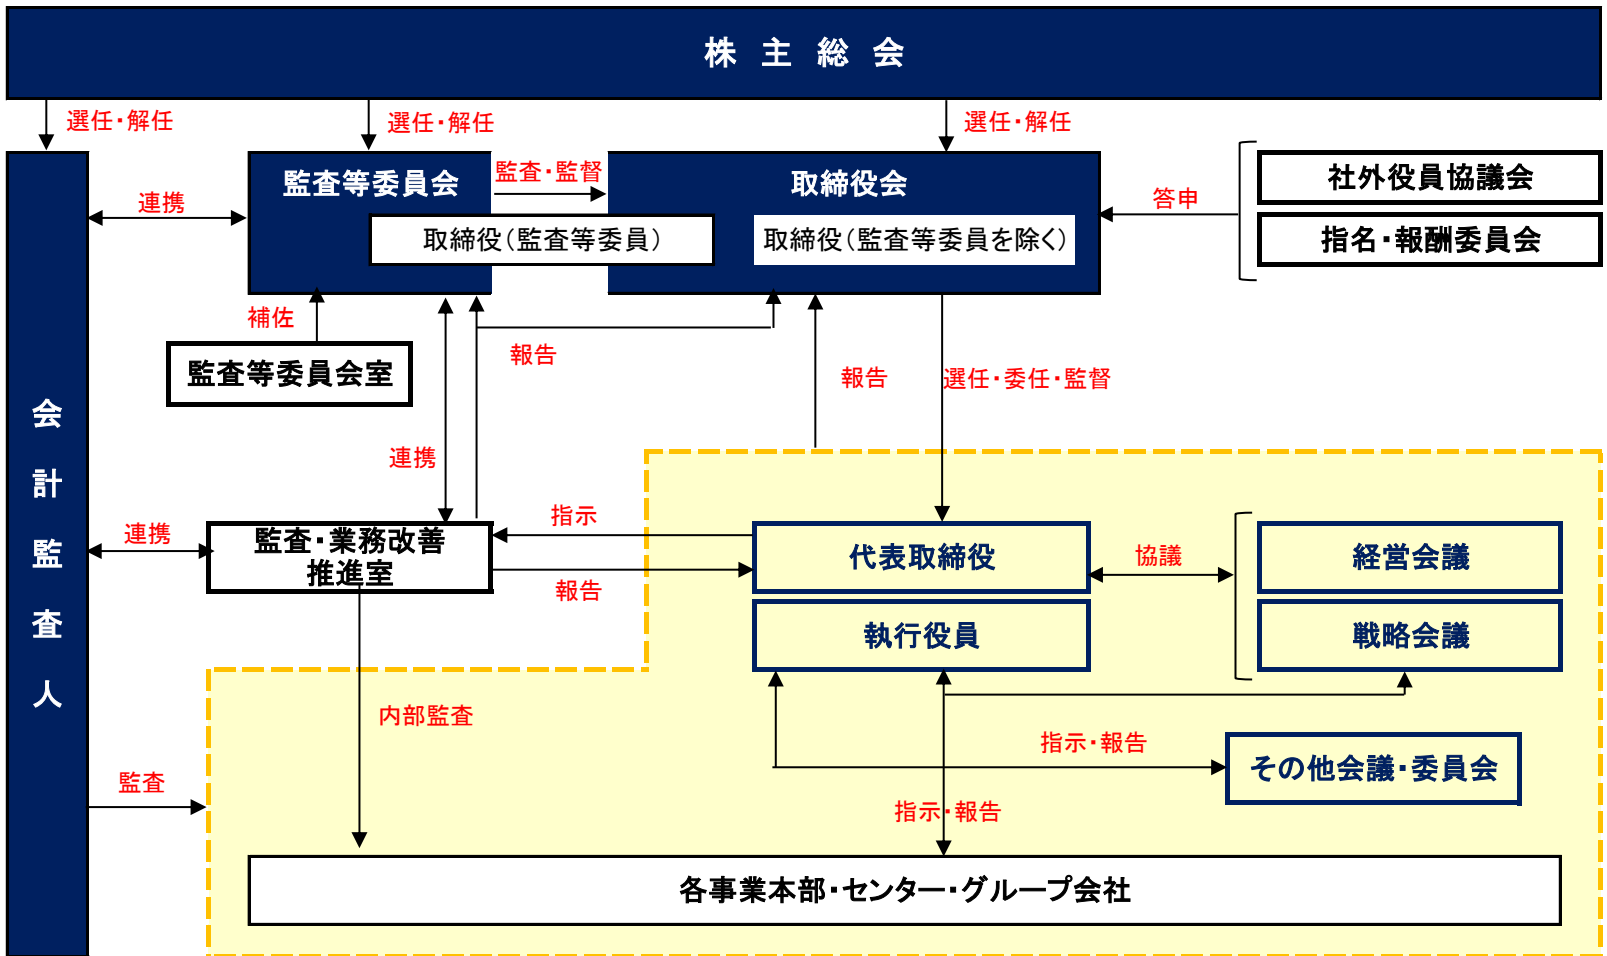 株主総会
選任・解任
選任・解任
選任・解任
監査等委員会
監査・監督
取締役会
社外役員協議会
連携
答申
取締役（監査等委員）
取締役（監査等委員を除く）
指名・報酬委員会
補佐
報告
監査等委員会室
報告
選任・委任・監督
会計監査人
連携
連携
監査・業務改善
推進室
指示
報告
代表取締役
協議
経営会議
執行役員
戦略会議
内部監査
指示・報告
その他会議・委員会
監査
指示・報告
各事業本部・センター・グループ会社